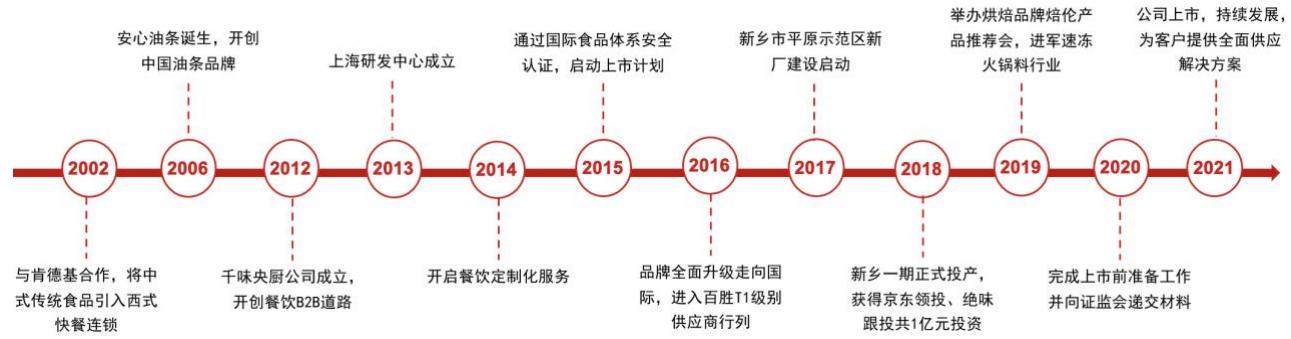 2002
与肯德基合作，将中
式传统食品引入西式
快餐连锁
安心油条诞生，开创
中国油条品牌
2006
2012
千味央厨公司成立，
开创餐饮B2B道路
上海研发中心成立
2013
2014
开启餐饮定制化服务
通过国际食品体系安全
认证，启动上市计划
2015
2016
品牌全面升级走向国
际，进入百胜T1级别
供应商行列
新乡市平原示范区新
厂建设启动
2017
2018
新乡一期正式投产，
获得京东领投、绝味
跟投共1亿元投资
举办烘焙品牌焙伦产
品推荐会，进军速冻
火锅料行业
2019
2020
完成上市前准备工作
并向证监会递交材料
公司上市，持续发展，
为客户提供全面供应
解决方案
2021